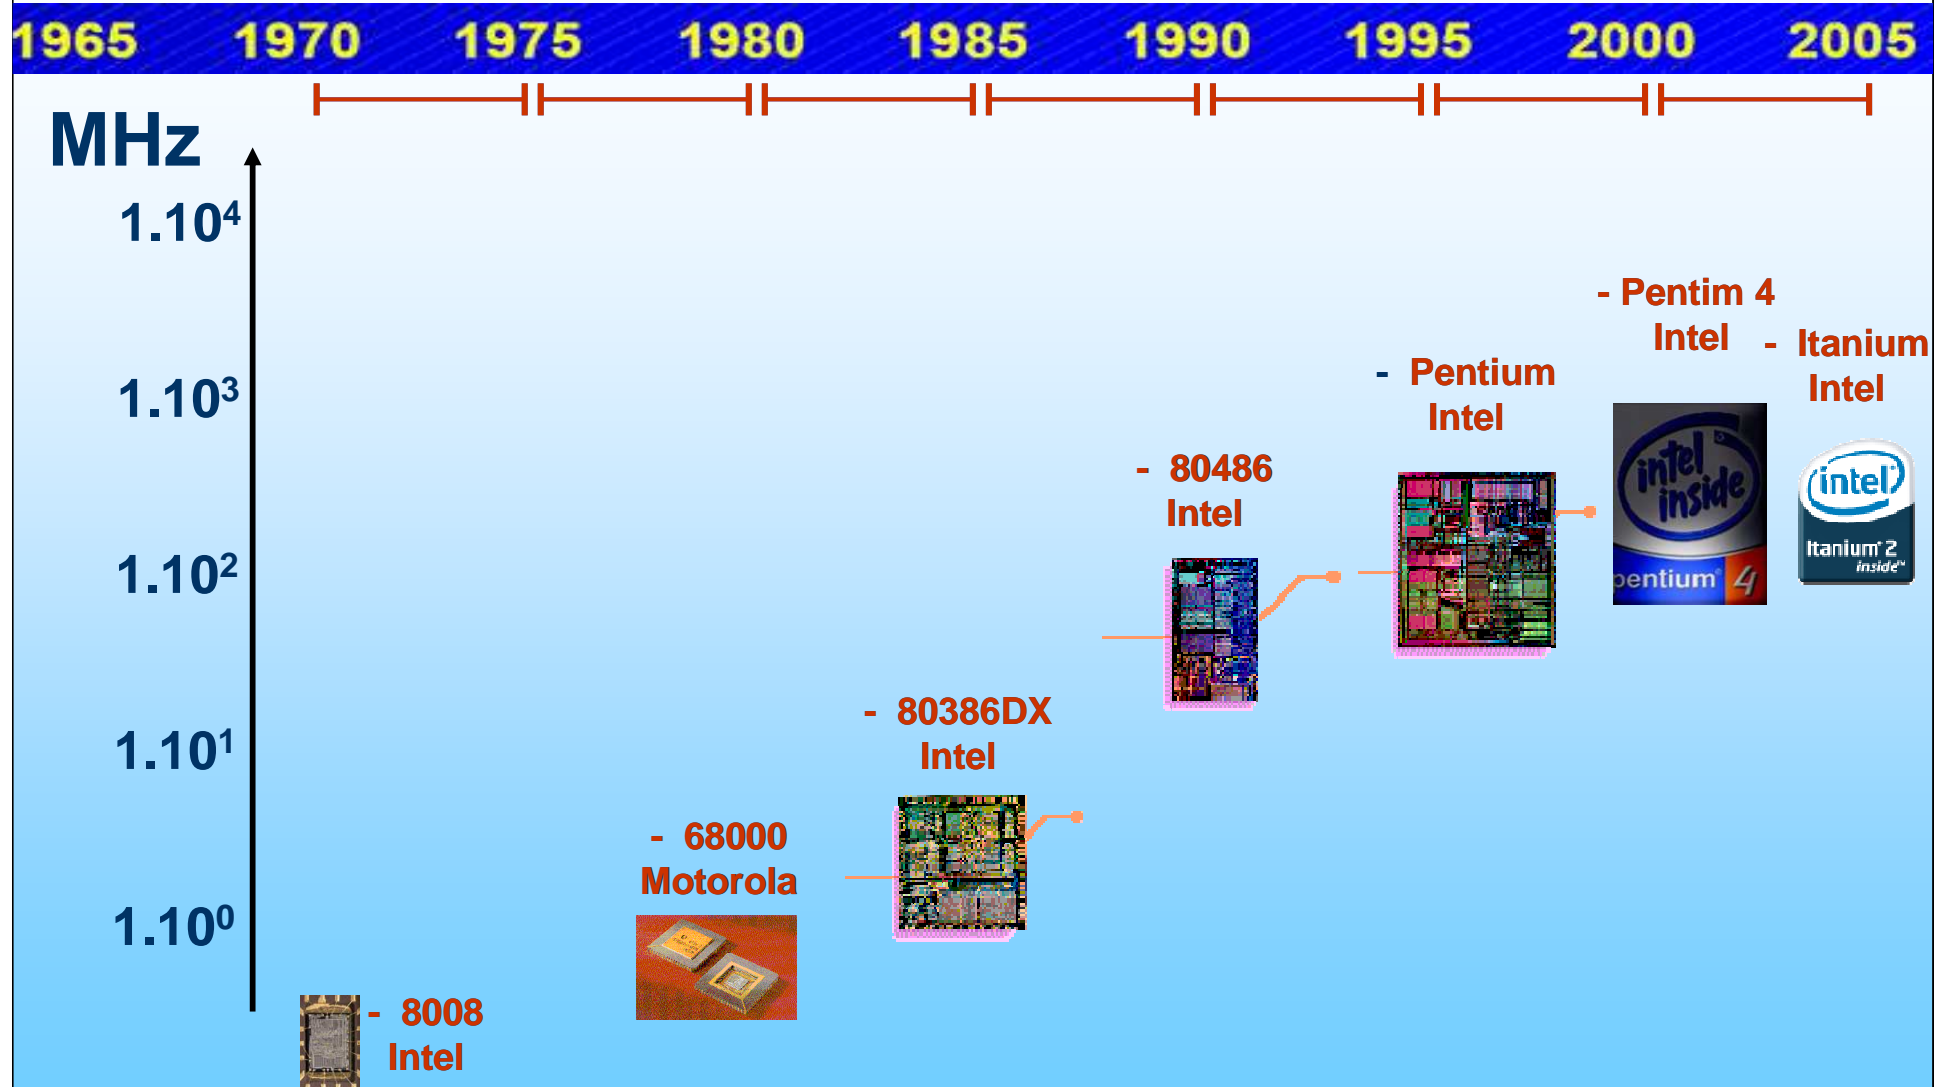 1965 1970 1975 1980 1985 1990 1995 2000 2005
MHz
1.10⁴
1.10³
1.10²
1.10¹
1.10⁰
- 8008
Intel
- 68000
Motorola
- 80386DX
Intel
- 80486
Intel
- Pentium
Intel
- Pentim 4
Intel
- Itanium
Intel
intel
inside
pentium 4
intel
Itanium 2
inside™